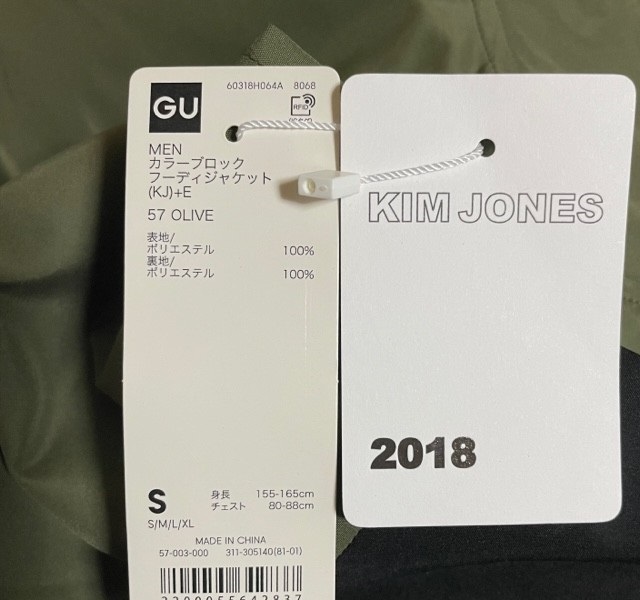 GU
60318H064A 8068
RFID
MEN
カラーブロック
フーディジャケット
(KJ)+E
57 OLIVE
表地/
ポリエステル 100%
裏地/
ポリエステル 100%
S 身長 155-165cm
チェスト 80-88cm
S/M/L/XL
MADE IN CHINA
57-003-000 311-305140(81-01)
KIM JONES
2018